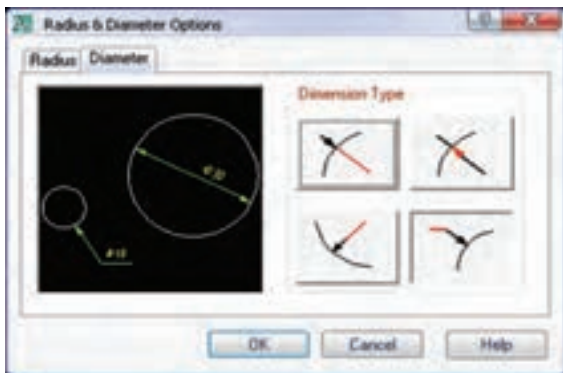 Radius & Diameter Options
Radius Diameter
Dimension Type
OK Cancel Help